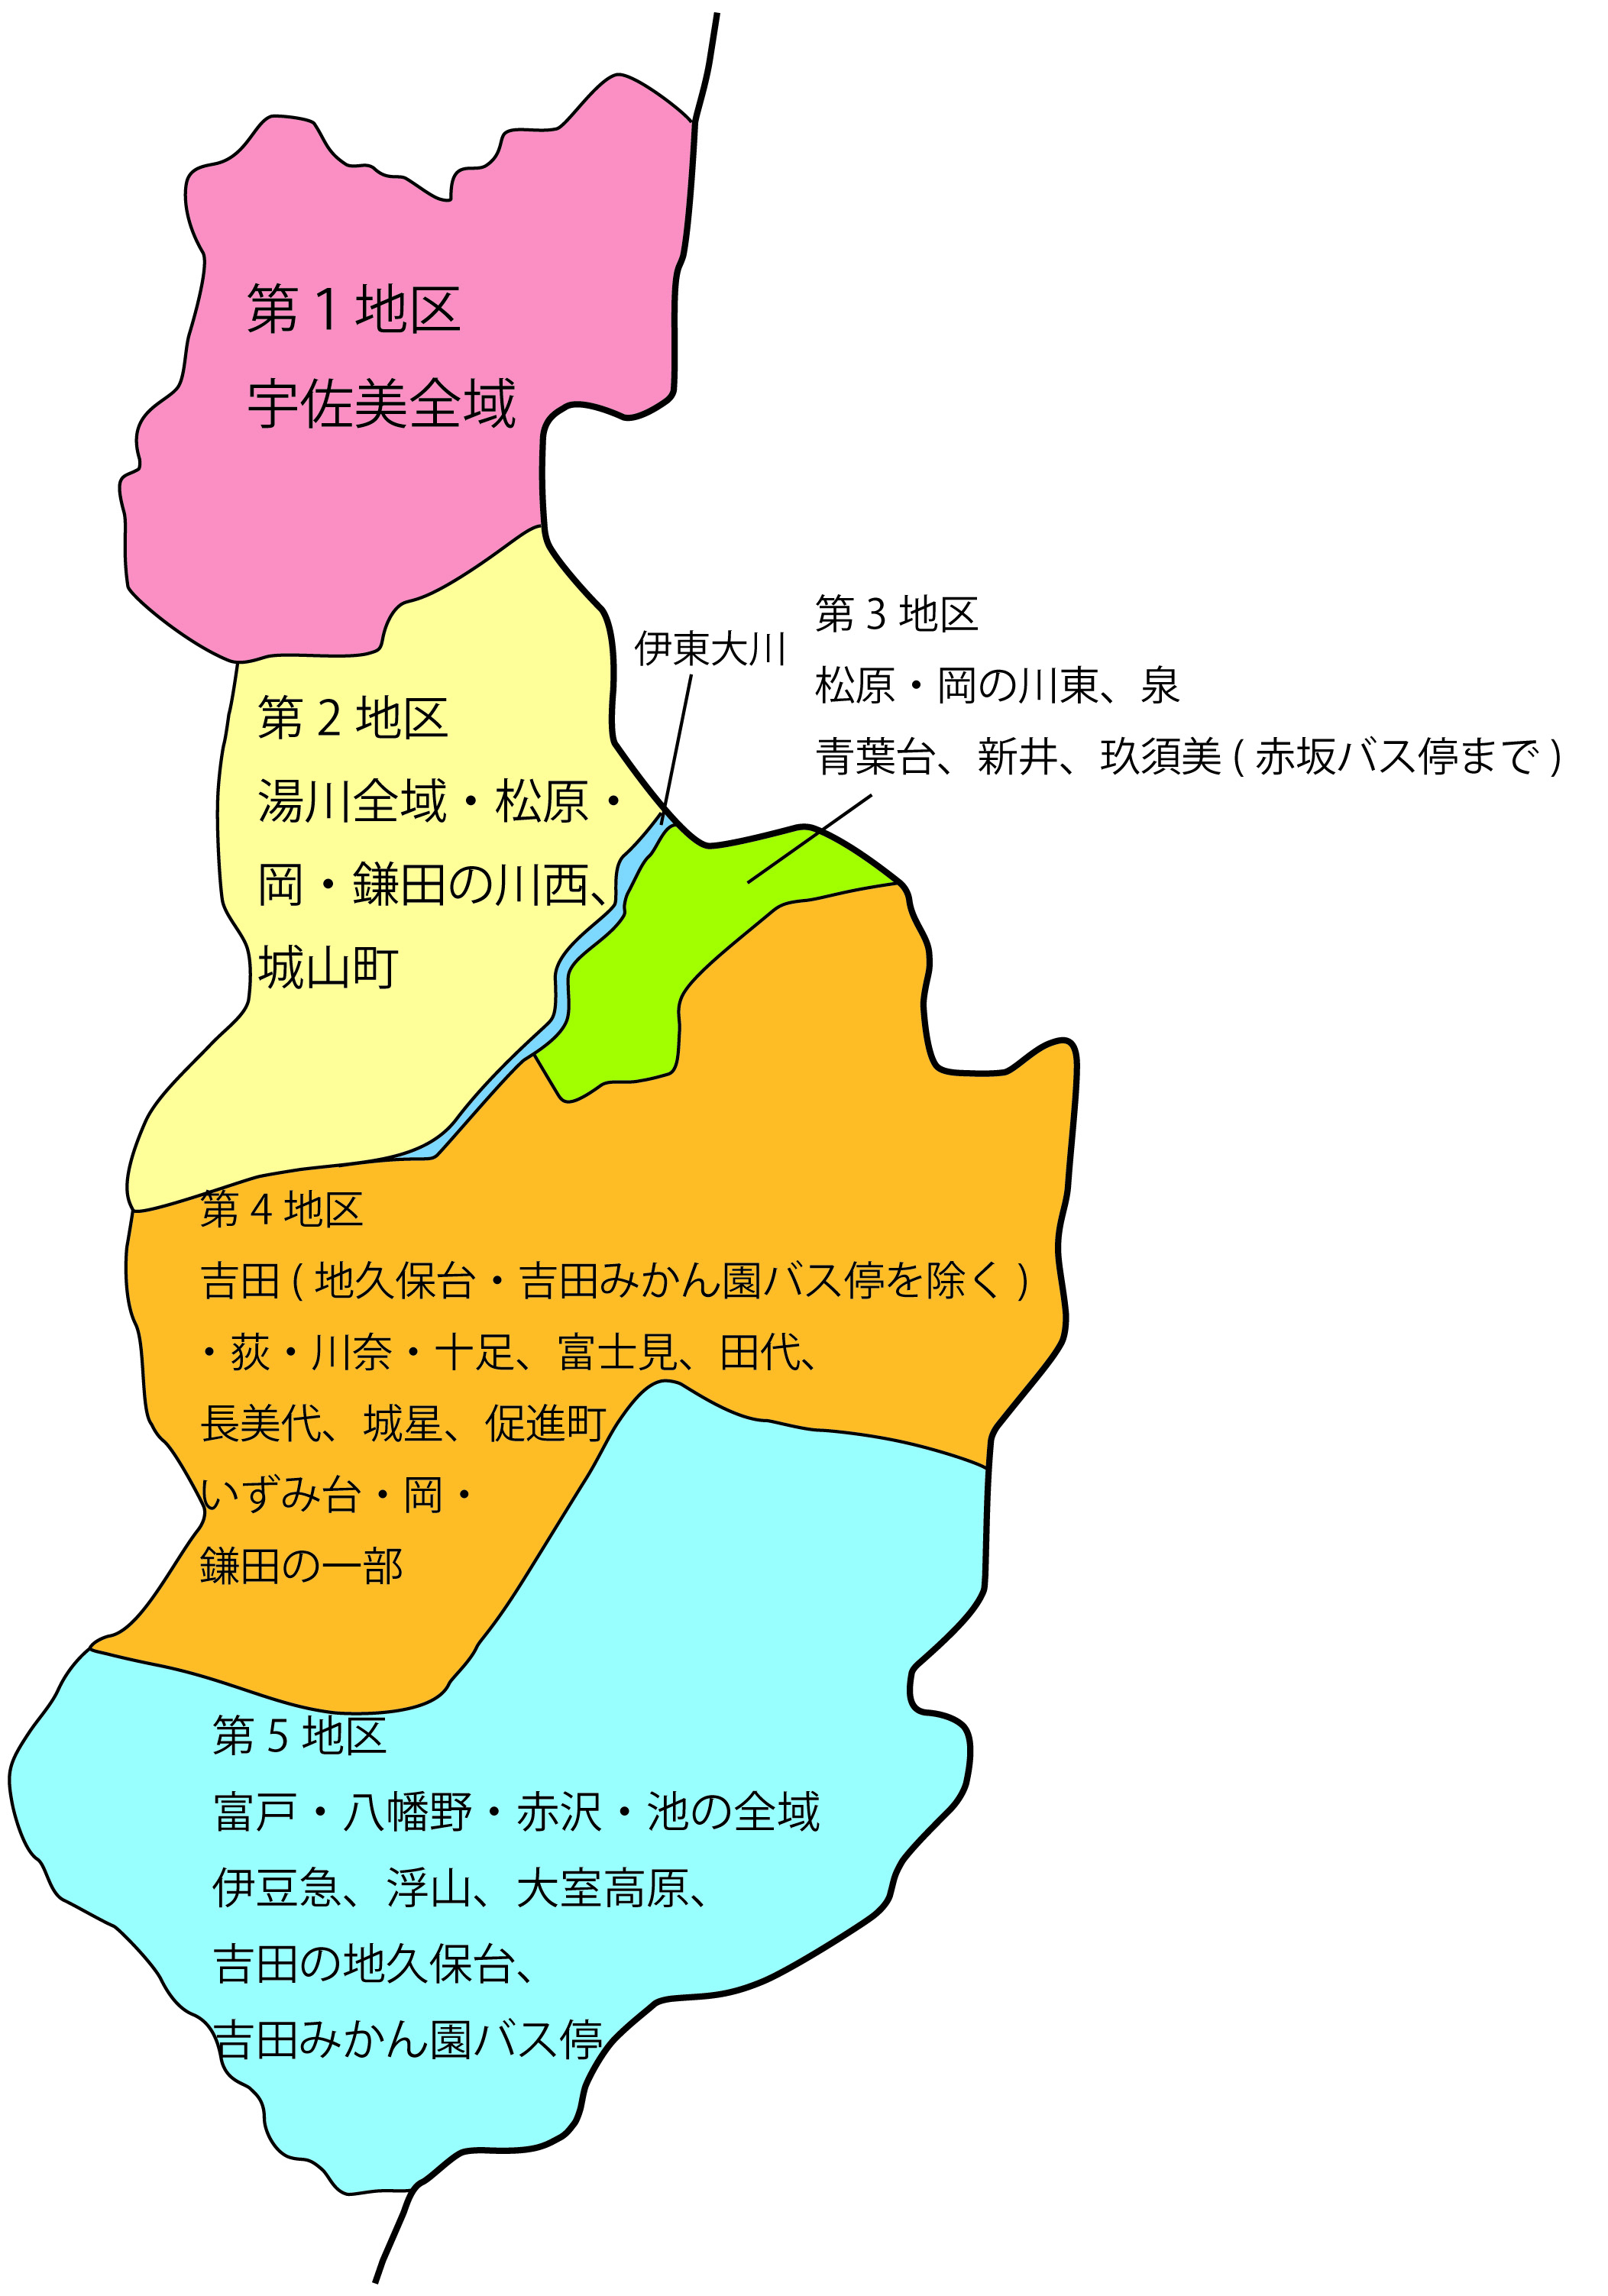 第1地区
宇佐美全域
第2地区
湯川全域・松原・
岡・鎌田の川西、
城山町
伊東大川
第3地区
松原・岡の川東、泉
青葉台、新井、玖須美(赤坂バス停まで)
第4地区
吉田(地久保台・吉田みかん園バス停を除く)
・荻・川奈・十足、富士見、田代、
長美代、城星、促進町
いずみ台・岡・
鎌田の一部
第5地区
富戸・八幡野・赤沢・池の全域
伊豆急、浮山、大室高原、
吉田の地久保台、
吉田みかん園バス停